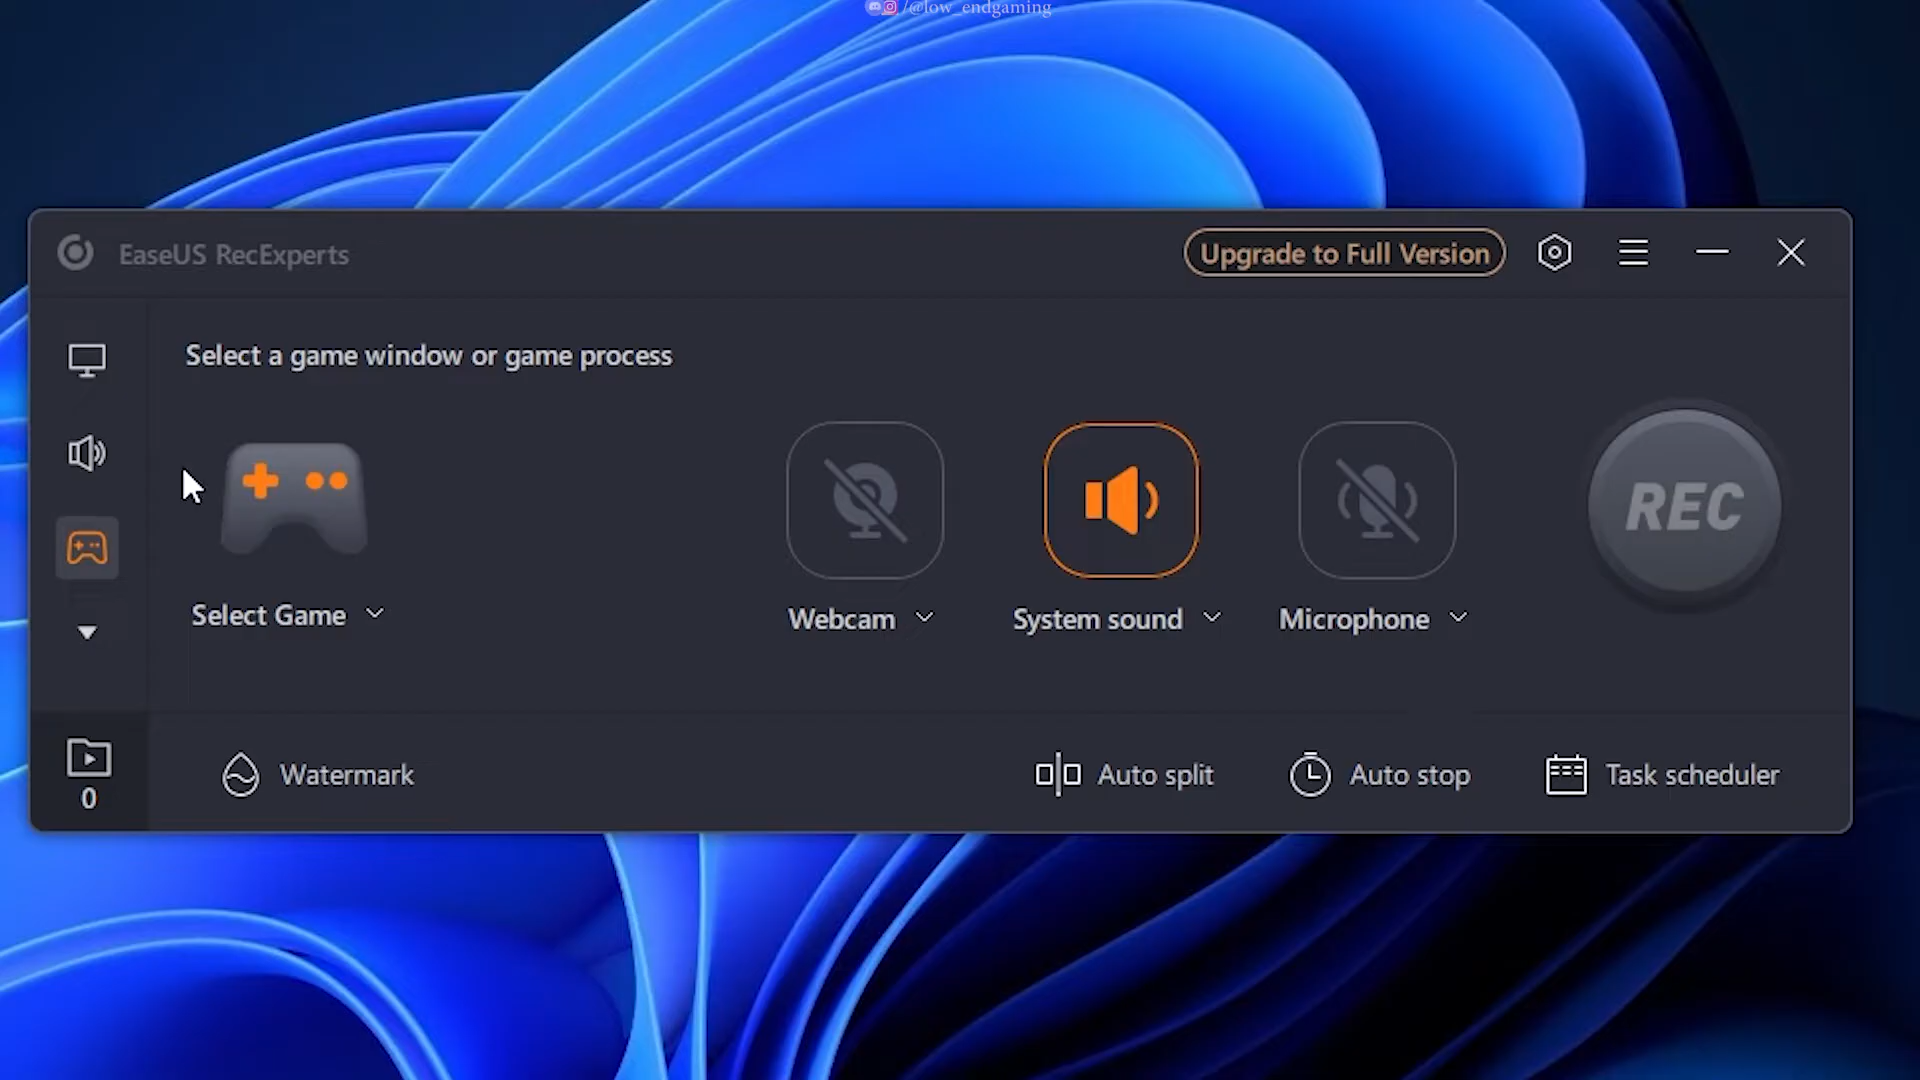 /@low_endgaming
EaseUS RecExperts
Upgrade to Full Version
Select a game window or game process
REC
Select Game
Webcam
System sound
Microphone
0
Watermark
Auto split
Auto stop
Task scheduler